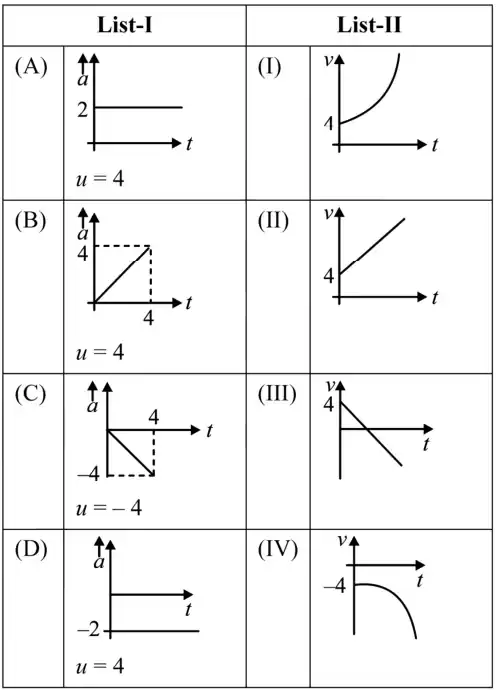 List-I List-II
(A) a 2 t u = 4 (I) v 4 t
(B) a 4 4 t u = 4 (II) v 4 t
(C) a 4 t –4 u = – 4 (III) v 4 t
(D) a t –2 u = 4 (IV) v –4 t